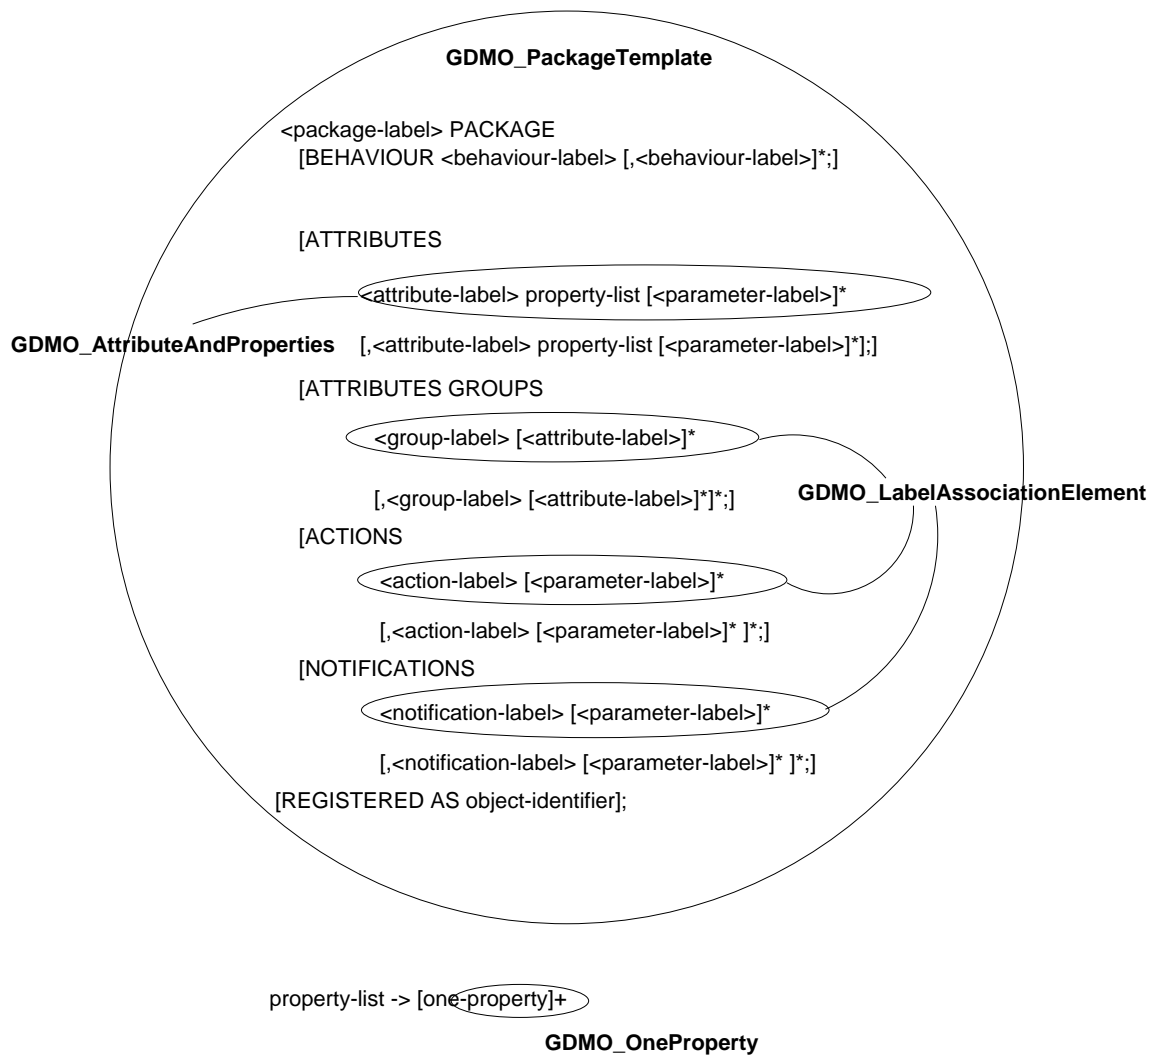 GDMO_PackageTemplate
<package-label> PACKAGE
[BEHAVIOUR <behaviour-label> [,<behaviour-label>]*;]
[ATTRIBUTES
<attribute-label> property-list [<parameter-label>]*
GDMO_AttributeAndProperties [,<attribute-label> property-list [<parameter-label>]*];]
[ATTRIBUTES GROUPS
<group-label> [<attribute-label>]*
GDMO_LabelAssociationElement
[,<group-label> [<attribute-label>]*]*;]
[ACTIONS
<action-label> [<parameter-label>]*
[,<action-label> [<parameter-label>]* ]*;]
[NOTIFICATIONS
<notification-label> [<parameter-label>]*
[,<notification-label> [<parameter-label>]* ]*;]
[REGISTERED AS object-identifier];
property-list -> [one-property]+
GDMO_OneProperty